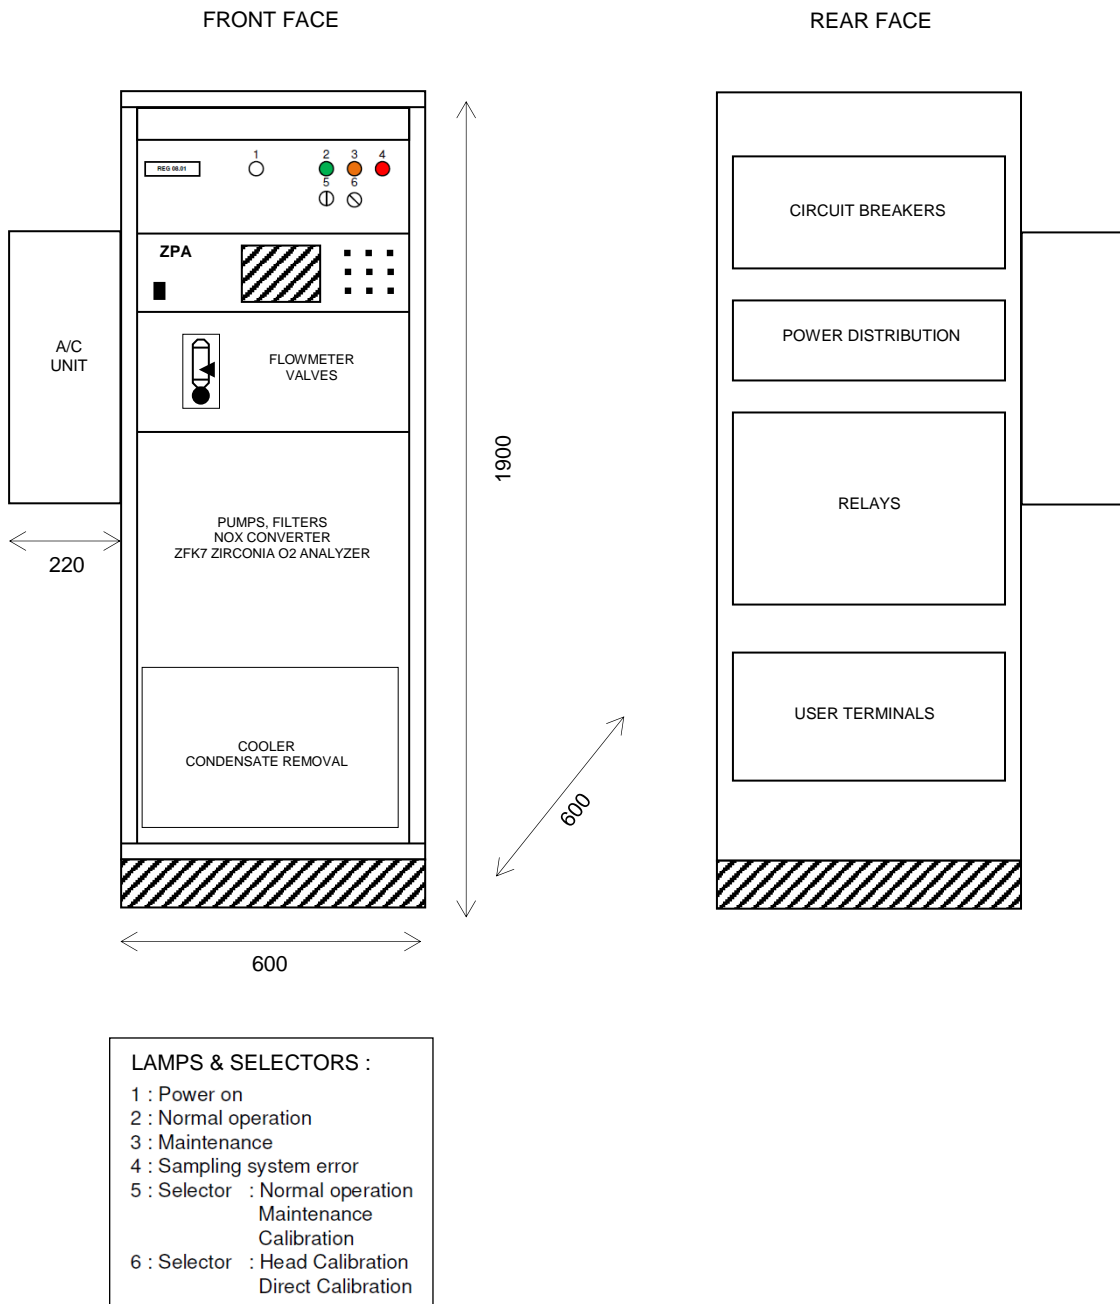 FRONT FACE
REAR FACE
1
2 3 4
REG 08.01
5 6
CIRCUIT BREAKERS
ZPA
A/C
UNIT
FLOWMETER
VALVES
POWER DISTRIBUTION
1900
RELAYS
PUMPS, FILTERS
NOX CONVERTER
ZFK7 ZIRCONIA O2 ANALYZER
220
USER TERMINALS
COOLER
CONDENSATE REMOVAL
600
600
LAMPS & SELECTORS :
1 : Power on
2 : Normal operation
3 : Maintenance
4 : Sampling system error
5 : Selector : Normal operation
Maintenance
Calibration
6 : Selector : Head Calibration
Direct Calibration